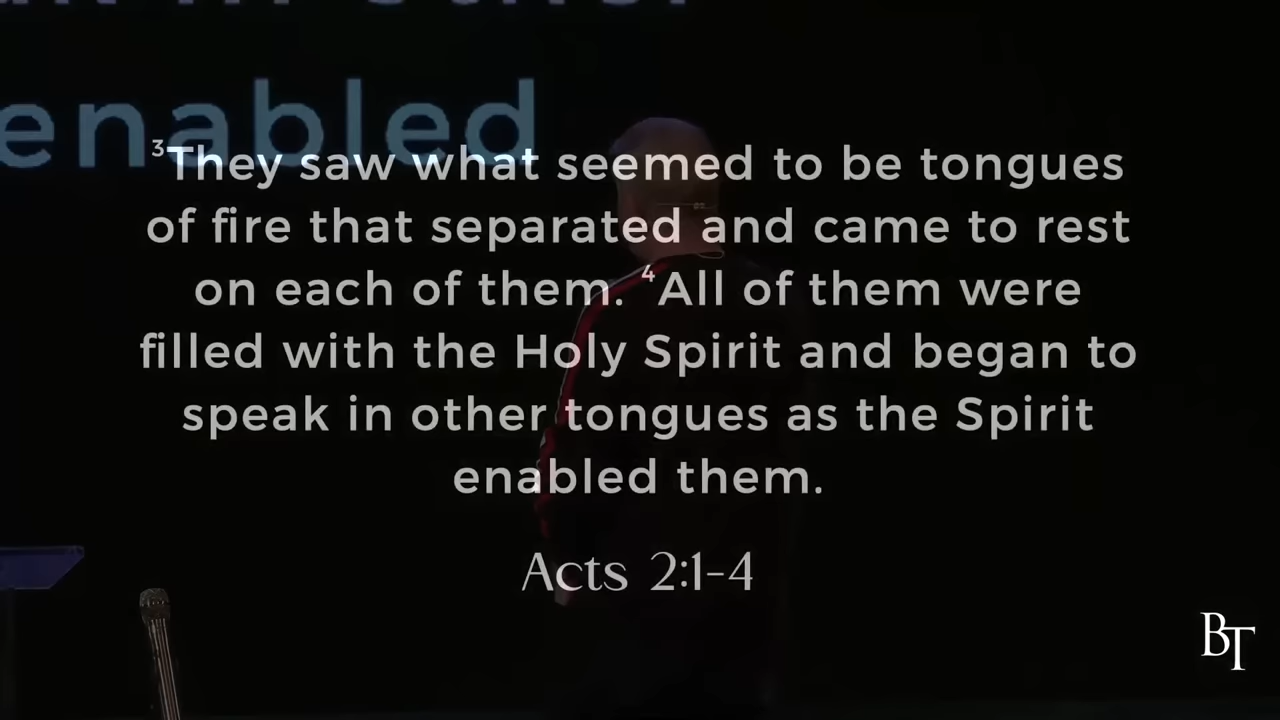 enabled
³They saw what seemed to be tongues
of fire that separated and came to rest
on each of them. ⁴All of them were
filled with the Holy Spirit and began to
speak in other tongues as the Spirit
enabled them.
Acts 2:1-4
BT